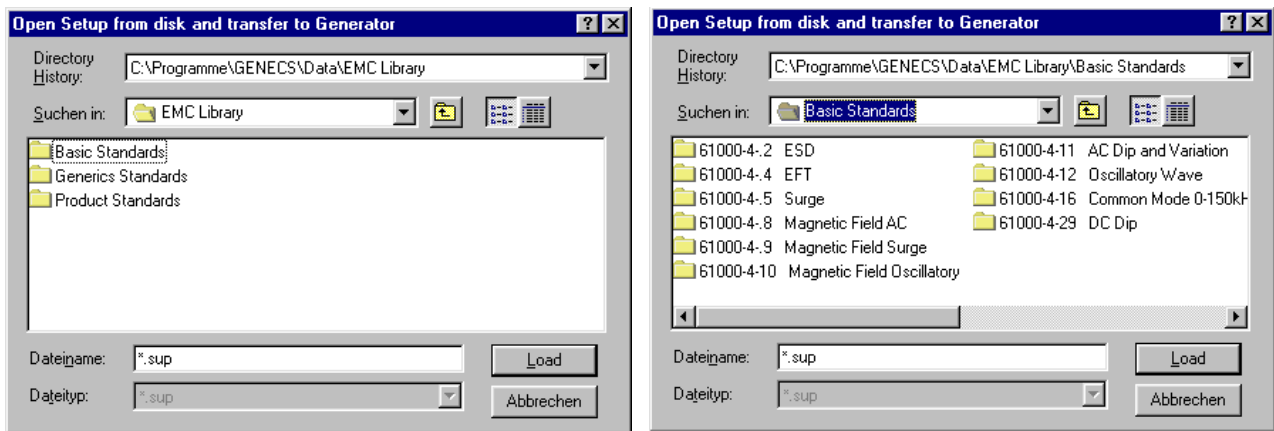 Open Setup from disk and transfer to Generator
Directory History:
C:\Programme\GENECS\Data\EMC Library
Suchen in:
EMC Library
Basic Standards
Generics Standards
Product Standards
Dateiname:
*.sup
Load
Dateityp:
*.sup
Abbrechen
Open Setup from disk and transfer to Generator
Directory History:
C:\Programme\GENECS\Data\EMC Library\Basic Standards
Suchen in:
Basic Standards
61000-4-.2 ESD
61000-4-.4 EFT
61000-4-.5 Surge
61000-4-.8 Magnetic Field AC
61000-4-.9 Magnetic Field Surge
61000-4-10 Magnetic Field Oscillatory
61000-4-11 AC Dip and Variation
61000-4-12 Oscillatory Wave
61000-4-16 Common Mode 0-150kH
61000-4-29 DC Dip
Dateiname:
*.sup
Load
Dateityp:
*.sup
Abbrechen